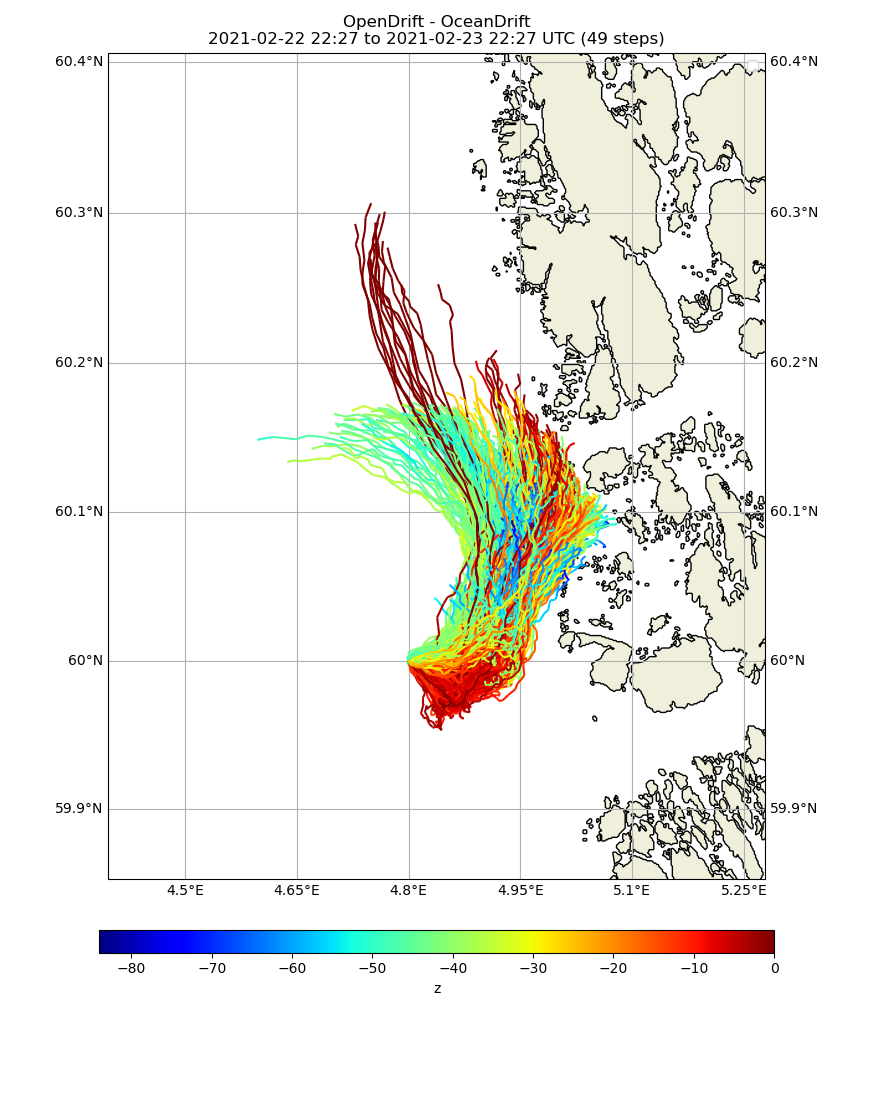 OpenDrift - OceanDrift
2021-02-22 22:27 to 2021-02-23 22:27 UTC (49 steps)
60.4°N 60.4°N
60.3°N 60.3°N
60.2°N 60.2°N
60.1°N 60.1°N
60°N 60°N
59.9°N 59.9°N
4.5°E 4.65°E 4.8°E 4.95°E 5.1°E 5.25°E
−80 −70 −60 −50 −40 −30 −20 −10 0
z